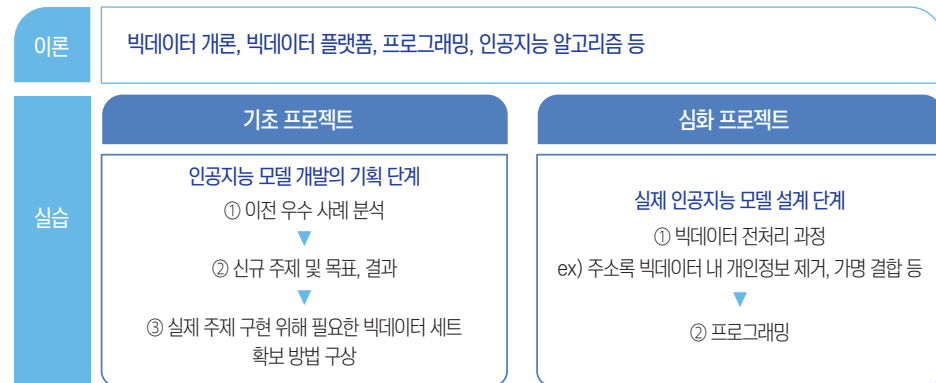 이론
빅데이터 개론, 빅데이터 플랫폼, 프로그래밍, 인공지능 알고리즘 등
실습
기초 프로젝트
인공지능 모델 개발의 기획 단계
① 이전 우수 사례 분석
▼
② 신규 주제 및 목표, 결과
▼
③ 실제 주제 구현 위해 필요한 빅데이터 세트
확보 방법 구상
심화 프로젝트
실제 인공지능 모델 설계 단계
① 빅데이터 전처리 과정
ex) 주소록 빅데이터 내 개인정보 제거, 가명 결합 등
▼
② 프로그래밍